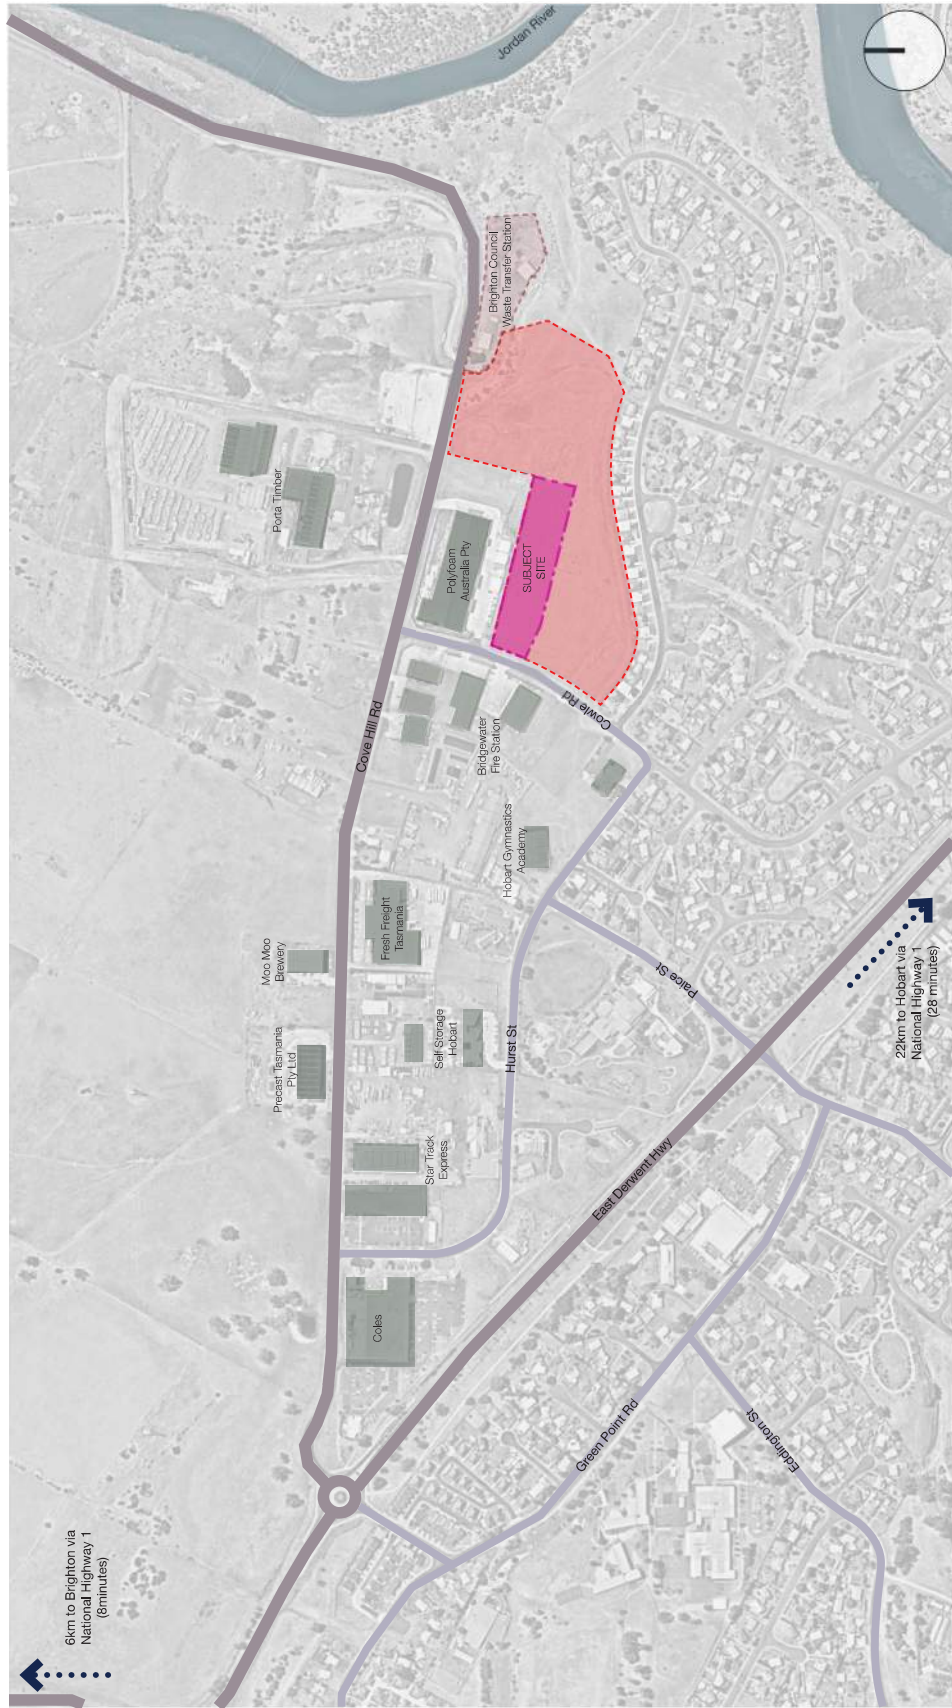 6km to Brighton via
National Highway 1
(8minutes)
Coles
Star Track
Express
Precast Tasmania
Pty Ltd
Moo Moo
Brewery
Self Storage
Hobart
Fresh Freight
Tasmania
Hurst St
Cove Hill Rd
Hobart Gymnastics
Academy
Bridgewater
Fire Station
Cowle Rd
Polyfoam
Australia Pty
SUBJECT
SITE
Porta Timber
Brighton Council
Waste Transfer Station
Jordan River
Green Point Rd
Eddington St
East Derwent Hwy
Paice St
22km to Hobart via
National Highway 1
(28 minutes)